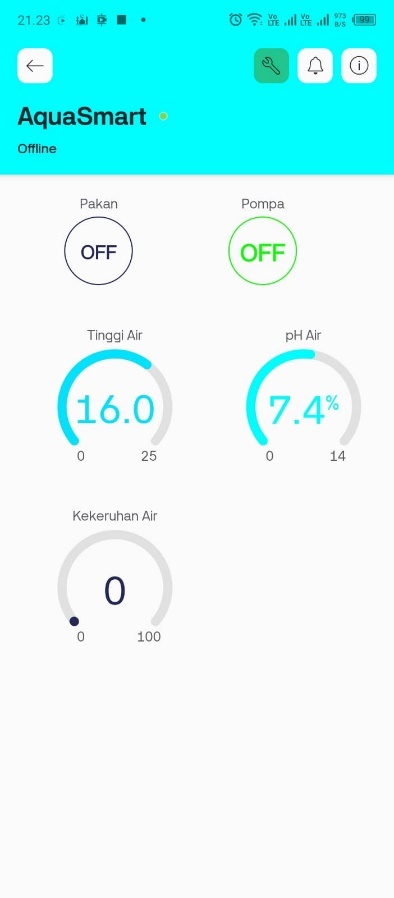 21.23
Vo LTE Vo LTE 973 B/S 99
AquaSmart
Offline
Pakan Pompa
OFF OFF
Tinggi Air pH Air
16.0 7.4%
0 25 0 14
Kekeruhan Air
0
0 100